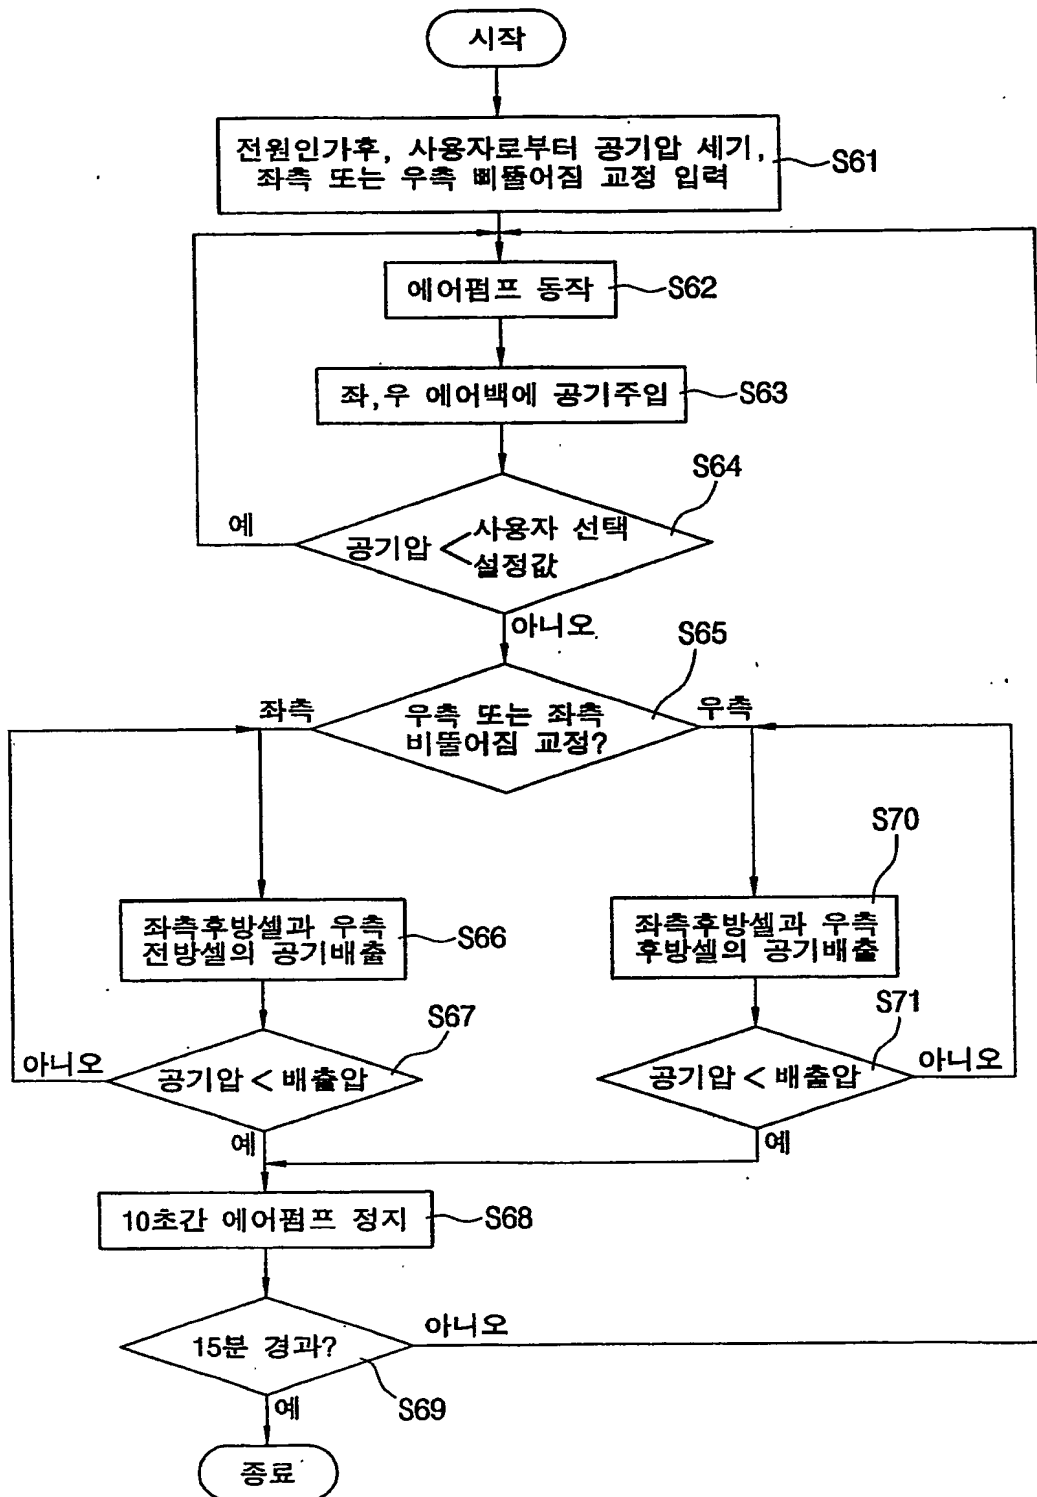 시작
전원인가후, 사용자로부터 공기압 세기,
좌측 또는 우측 삐뚤어짐 교정 입력
S61
에어펌프 동작
S62
좌,우 에어백에 공기주입
S63
S64
예
공기압 < 사용자 선택
설정값
아니오
S65
좌측
우측 또는 좌측
비뚤어짐 교정?
우측
S70
좌측후방셀과 우측
전방셀의 공기배출
S66
좌측후방셀과 우측
후방셀의 공기배출
S67
S71
아니오
공기압 < 배출압
공기압 < 배출압
아니오
예
예
10초간 에어펌프 정지
S68
15분 경과?
아니오
S69
예
종료